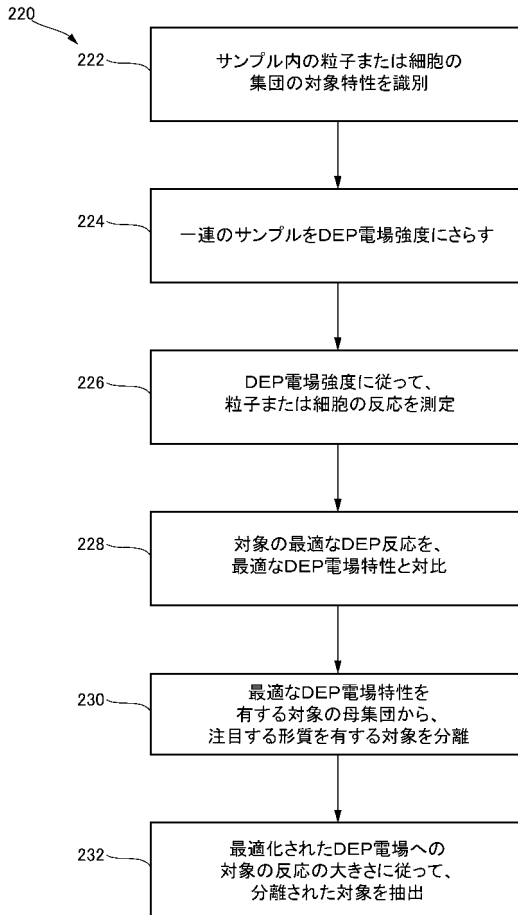 220
222
サンプル内の粒子または細胞の
集団の対象特性を識別
224
一連のサンプルをDEP電場強度にさらす
226
DEP電場強度に従って、
粒子または細胞の反応を測定
228
対象の最適なDEP反応を、
最適なDEP電場特性と対比
230
最適なDEP電場特性を
有する対象の母集団から、
注目する形質を有する対象を分離
232
最適化されたDEP電場への
対象の反応の大きさに従って、
分離された対象を抽出